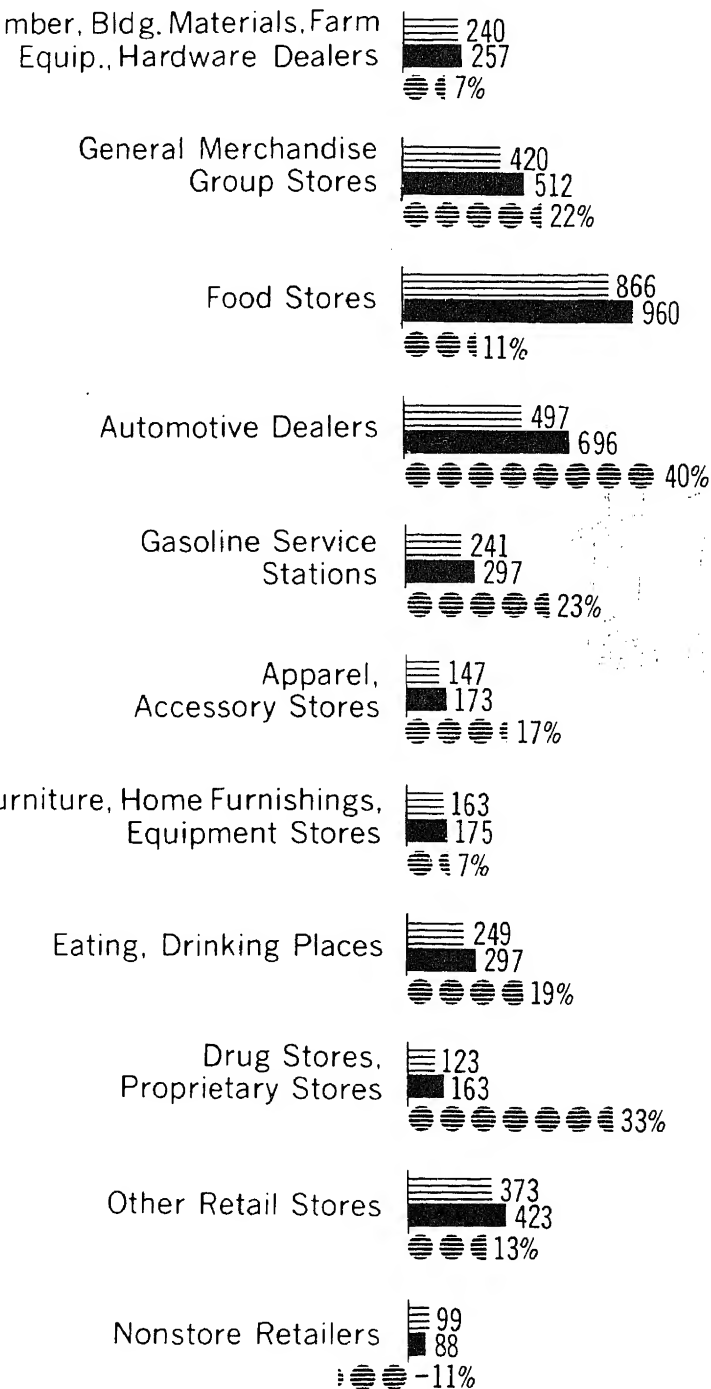 mber, Bldg. Materials, Farm
Equip., Hardware Dealers
240
257
7%
General Merchandise
Group Stores
420
512
22%
Food Stores
866
960
11%
Automotive Dealers
497
696
40%
Gasoline Service
Stations
241
297
23%
Apparel,
Accessory Stores
147
173
17%
urniture, Home Furnishings,
Equipment Stores
163
175
7%
Eating, Drinking Places
249
297
19%
Drug Stores,
Proprietary Stores
123
163
33%
Other Retail Stores
373
423
13%
Nonstore Retailers
99
88
-11%